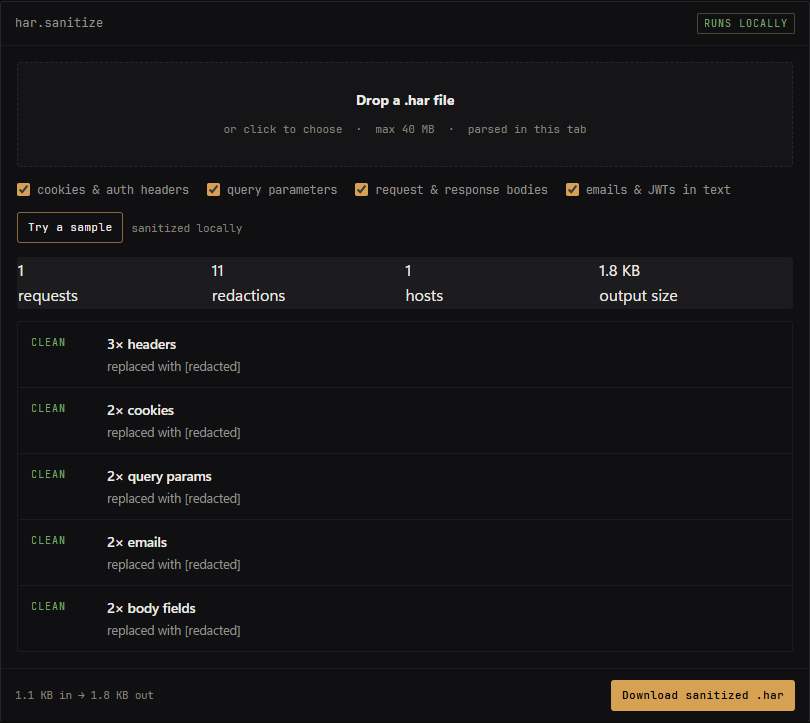 har.sanitize
RUNS LOCALLY
Drop a .har file
or click to choose · max 40 MB · parsed in this tab
cookies & auth headers query parameters request & response bodies emails & JWTs in text
Try a sample sanitized locally
1 11 1 1.8 KB
requests redactions hosts output size
CLEAN 3× headers
replaced with [redacted]
CLEAN 2× cookies
replaced with [redacted]
CLEAN 2× query params
replaced with [redacted]
CLEAN 2× emails
replaced with [redacted]
CLEAN 2× body fields
replaced with [redacted]
1.1 KB in → 1.8 KB out
Download sanitized .har